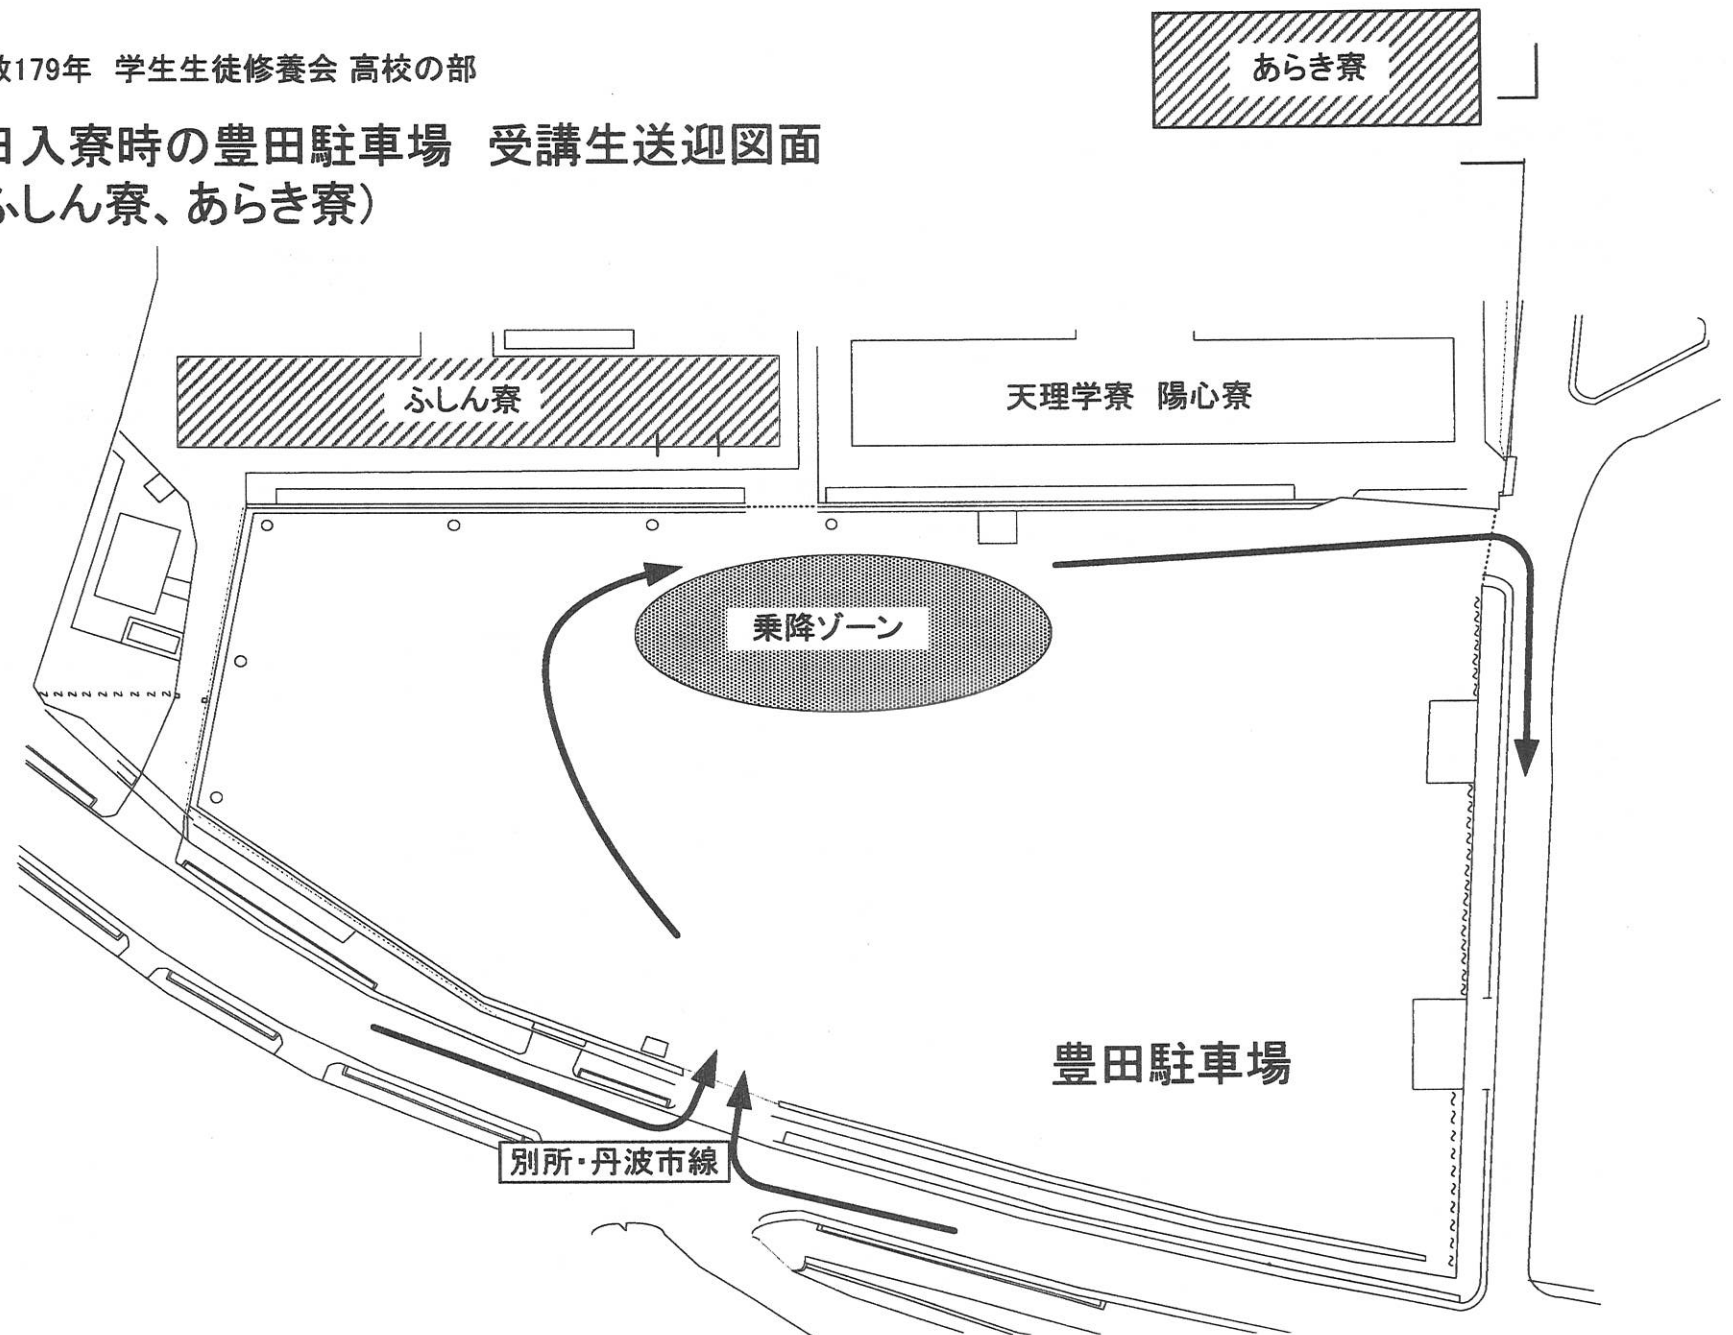 179年 学生生徒修養会 高校の部
入寮時の豊田駐車場 受講生送迎図面
しん寮、あらき寮）
あらき寮
ふしん寮
天理学寮 陽心寮
乗降ゾーン
豊田駐車場
別所・丹波市線